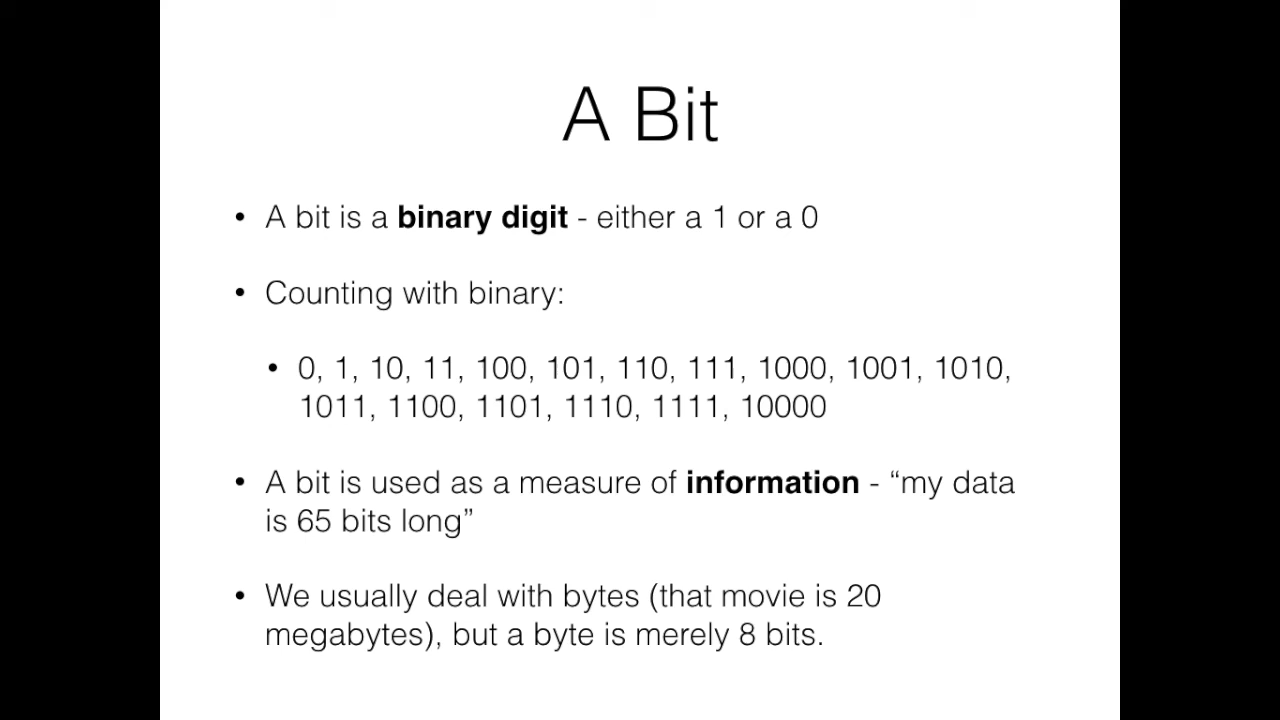 A Bit
• A bit is a binary digit - either a 1 or a 0
• Counting with binary:
• 0, 1, 10, 11, 100, 101, 110, 111, 1000, 1001, 1010,
1011, 1100, 1101, 1110, 1111, 10000
• A bit is used as a measure of information - “my data
is 65 bits long”
• We usually deal with bytes (that movie is 20
megabytes), but a byte is merely 8 bits.